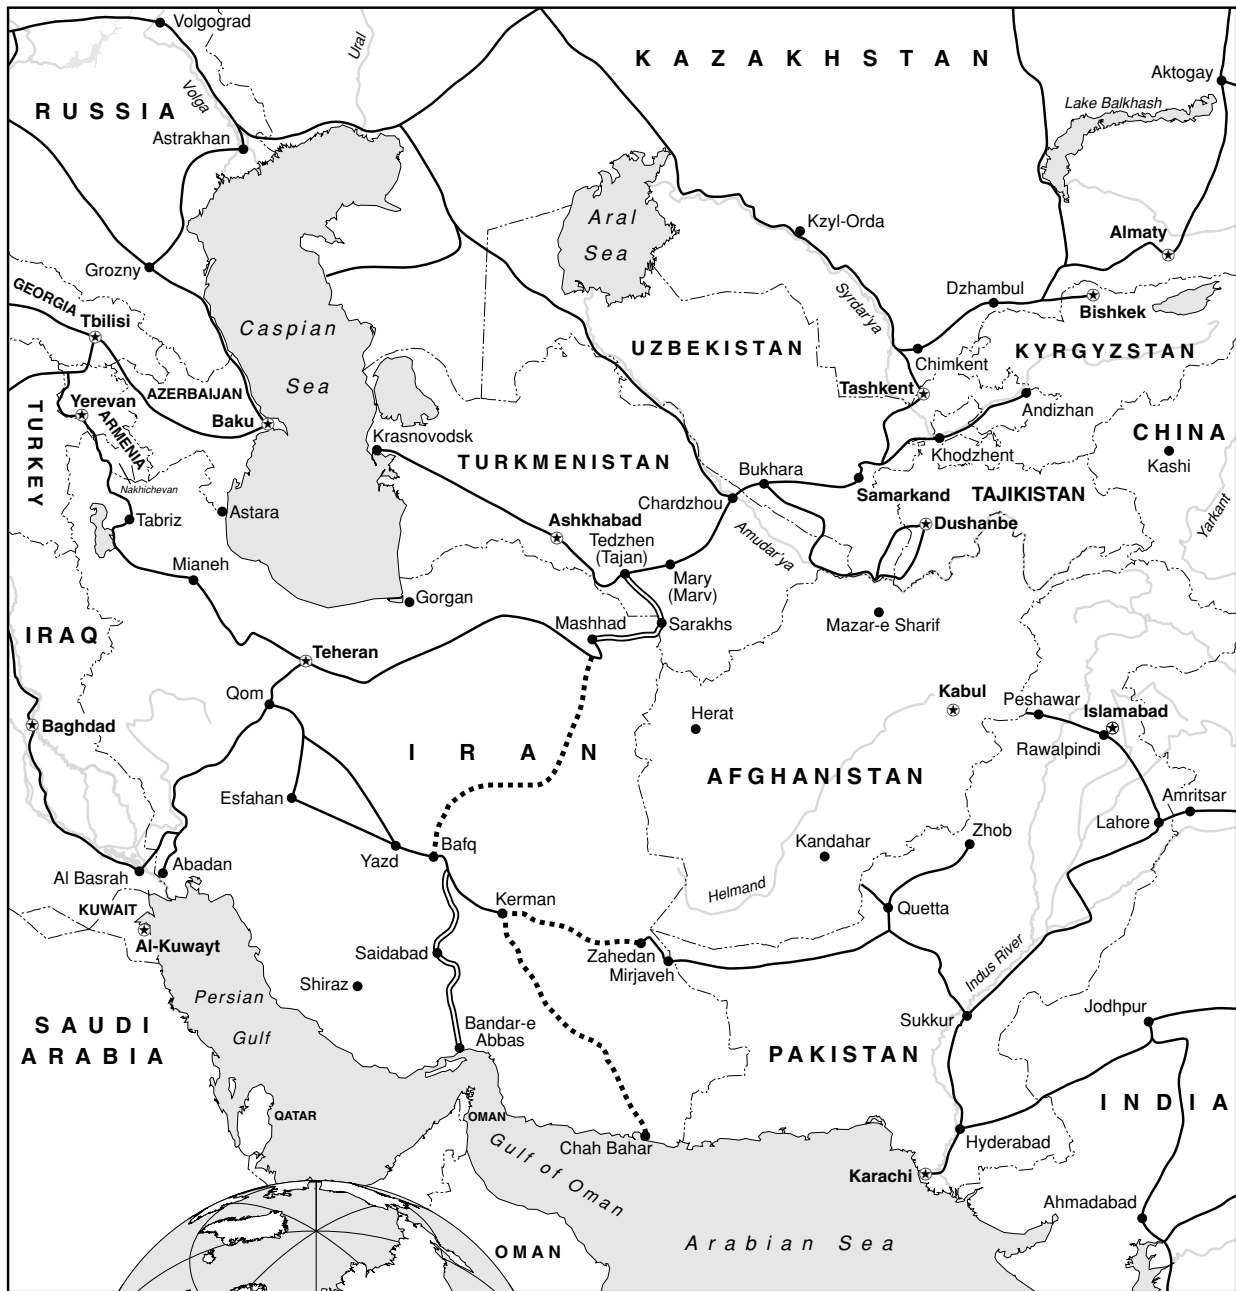 Volgograd
Ural
KAZAKHSTAN
Aktogay
Volga
Lake Balkhash
RUSSIA
Astrakhan
Aral
Sea
Kzyl-Orda
Almaty
Grozny
GEORGIA
Tbilisi
Caspian
Sea
Syrdar'ya
Dzhambul
Bishkek
UZBEKISTAN
Chimkent
KYRGYZSTAN
AZERBAIJAN
Tashkent
TURKEY
Yerevan
ARMENIA
Baku
Andizhan
Krasnovodsk
Khodzhent
CHINA
Kashi
TURKMENISTAN
Bukhara
Nakhichevan
Chardzhou
Samarkand
TAJIKISTAN
Tabriz
Astara
Ashkhabad
Dushanbe
Yarkant
Tedzhen
(Tajan)
Amudar'ya
Mianeh
Mary
(Marv)
Gorgan
Mashhad
Sarakhs
Mazar-e Sharif
IRAQ
Teheran
Qom
Kabul
Peshawar
Islamabad
Baghdad
Herat
Rawalpindi
IRAN
AFGHANISTAN
Esfahan
Amritsar
Lahore
Zhob
Yazd
Bafq
Kandahar
Al Basrah
Abadan
Helmand
KUWAIT
Kerman
Quetta
Al-Kuwayt
Saidabad
Zahedan
Mirjaveh
Indus River
Shiraz
Persian
Gulf
SAUDI
ARABIA
Bandar-e
Abbas
Sukkur
Jodhpur
PAKISTAN
QATAR
OMAN
INDIA
Gulf of Oman
Chah Bahar
Hyderabad
Karachi
Ahmadabad
OMAN
Arabian Sea